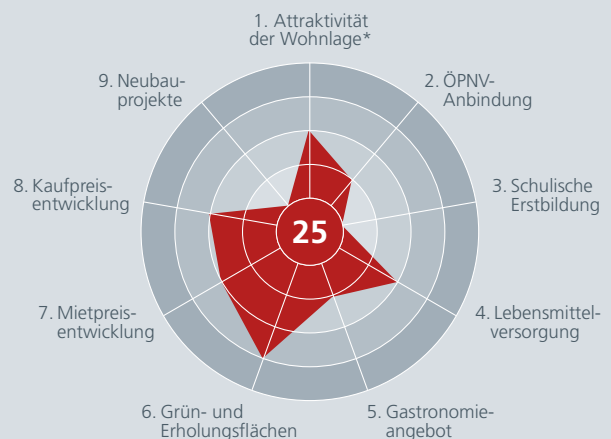 1. Attraktivität
der Wohnlage*
2. ÖPNV-
Anbindung
3. Schulische
Erstbildung
4. Lebensmittel-
versorgung
5. Gastronomie-
angebot
6. Grün- und
Erholungsflächen
7. Mietpreis-
entwicklung
8. Kaufpreis-
entwicklung
9. Neubau-
projekte
25